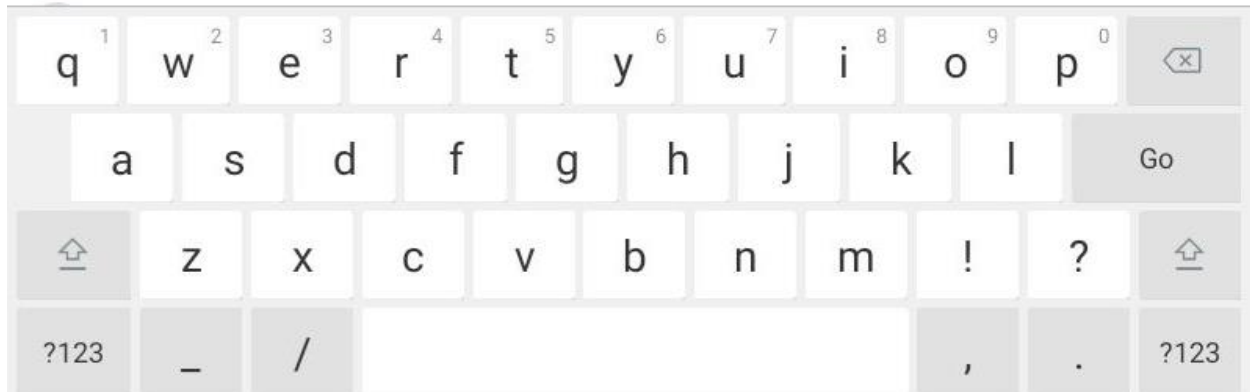 q 1 w 2 e 3 r 4 t 5 y 6 u 7 i 8 o 9 p 0
a s d f g h j k l Go
z x c v b n m ! ?
?123 _ / , . ?123